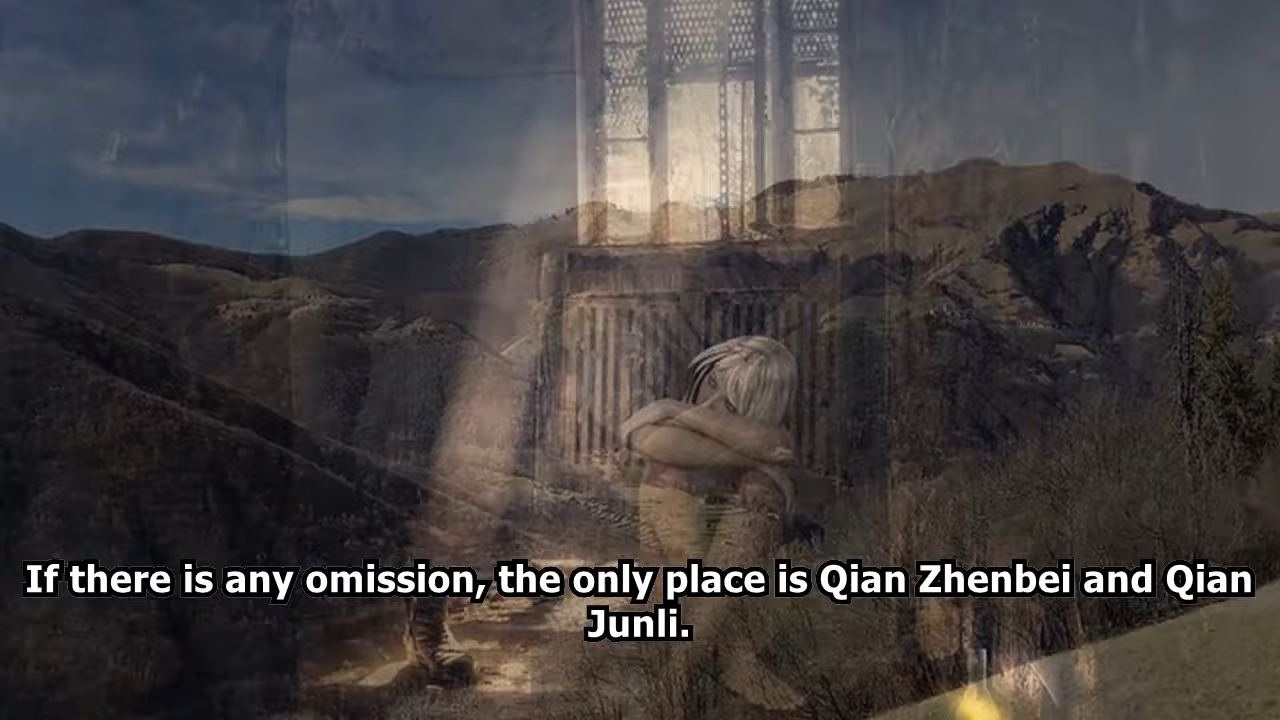 If there is any omission, the only place is Qian Zhenbei and Qian
Junli.